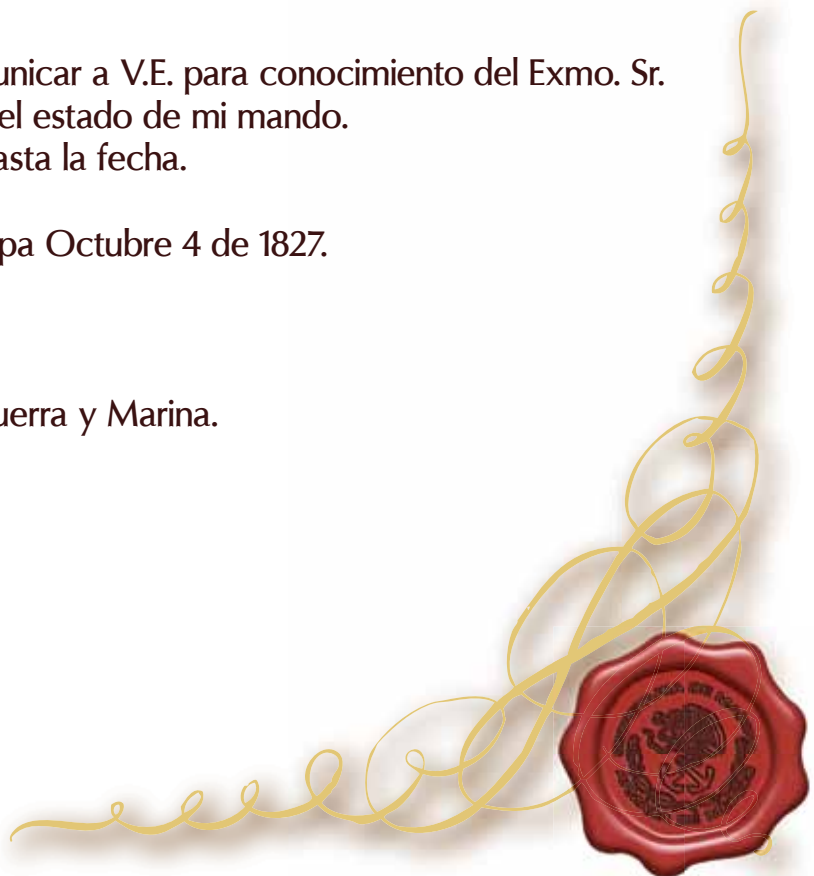 unicar a V.E. para conocimiento del Exmo. Sr.
el estado de mi mando.
asta la fecha.
pa Octubre 4 de 1827.
uerra y Marina.